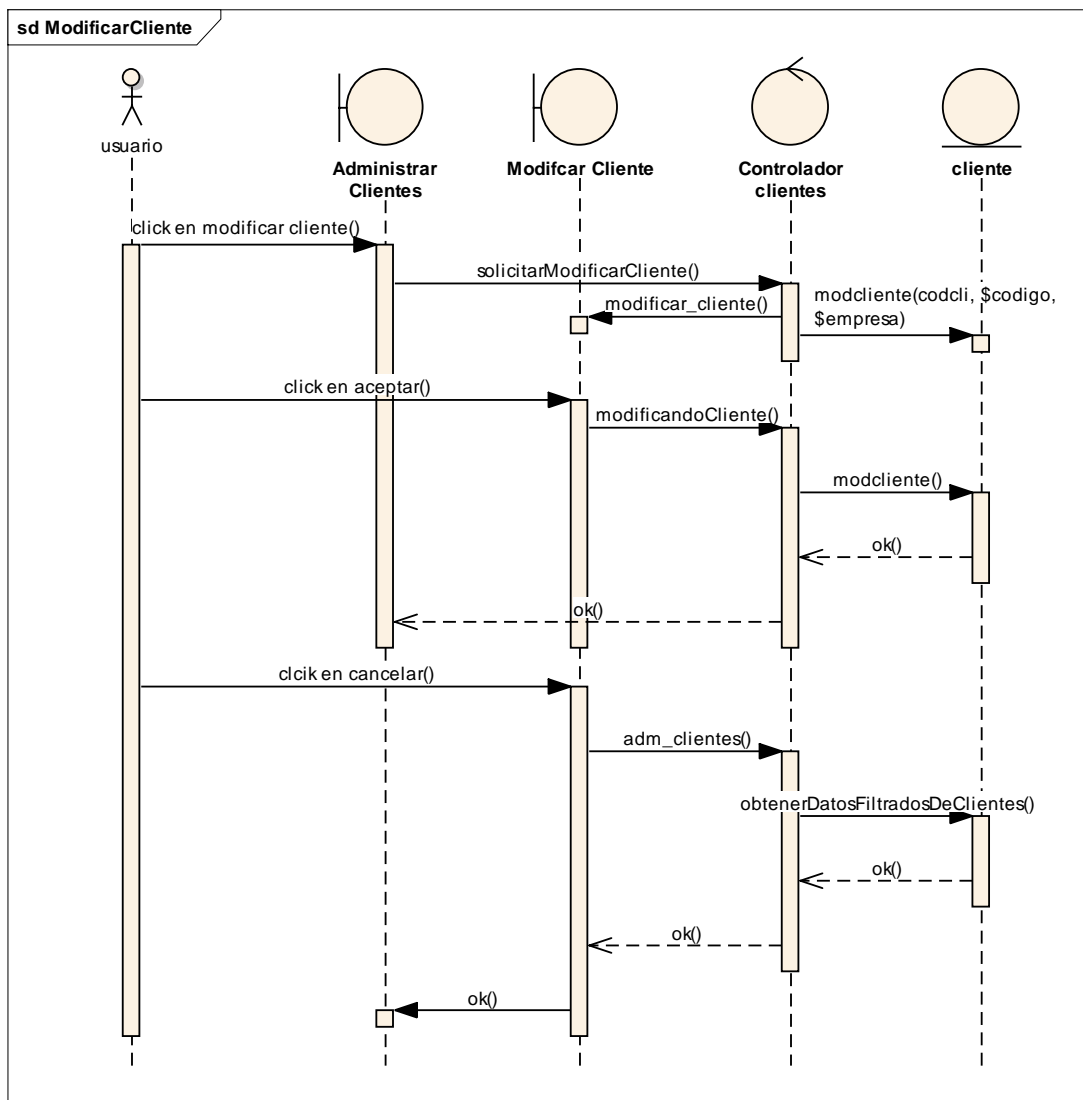 sd ModificarCliente
usuario
Administrar
Clientes
Modifcar Cliente
Controlador
clientes
cliente
click en modificar cliente()
solicitarModificarCliente()
modificar_cliente()
modcliente(codcli, $codigo,
$empresa)
click en aceptar()
modificandoCliente()
modcliente()
ok()
ok()
clcik en cancelar()
adm_clientes()
obtenerDatosFiltradosDeClientes()
ok()
ok()
ok()